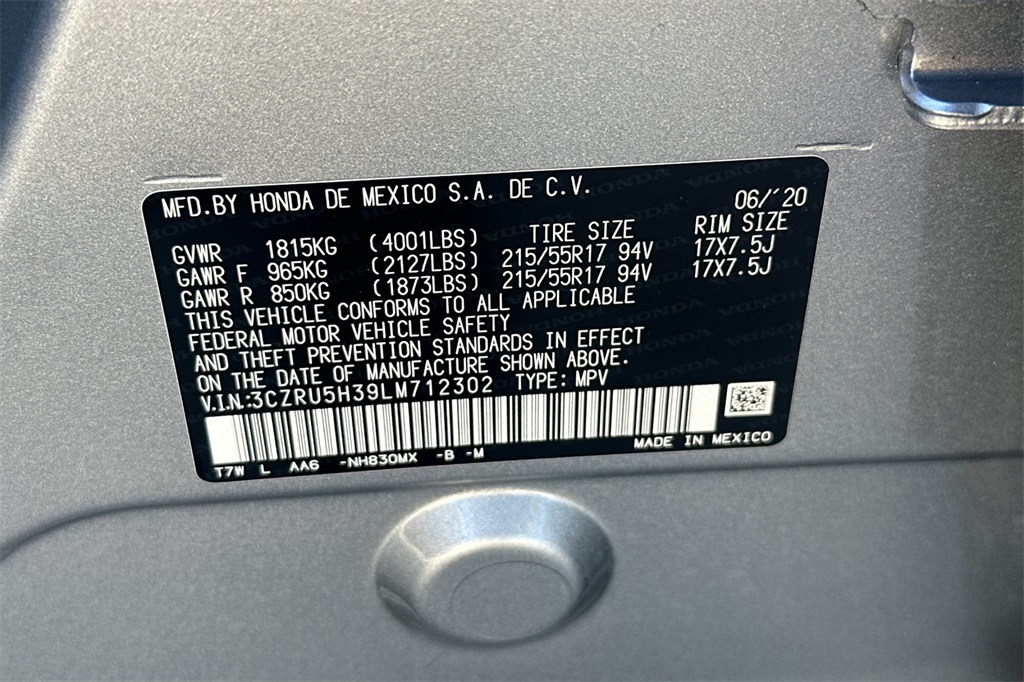 MFD.BY HONDA DE MEXICO S.A. DE C.V. 06/'20
TIRE SIZE RIM SIZE
GVWR 1815KG (4001LBS)
GAWR F 965KG (2127LBS) 215/55R17 94V 17X7.5J
GAWR R 850KG (1873LBS) 215/55R17 94V 17X7.5J
THIS VEHICLE CONFORMS TO ALL APPLICABLE
FEDERAL MOTOR VEHICLE SAFETY
AND THEFT PREVENTION STANDARDS IN EFFECT
ON THE DATE OF MANUFACTURE SHOWN ABOVE.
V.I.N.:3CZRU5H39LM712302 TYPE: MPV
T7W L AA6 -NH830MX -B -M MADE IN MEXICO